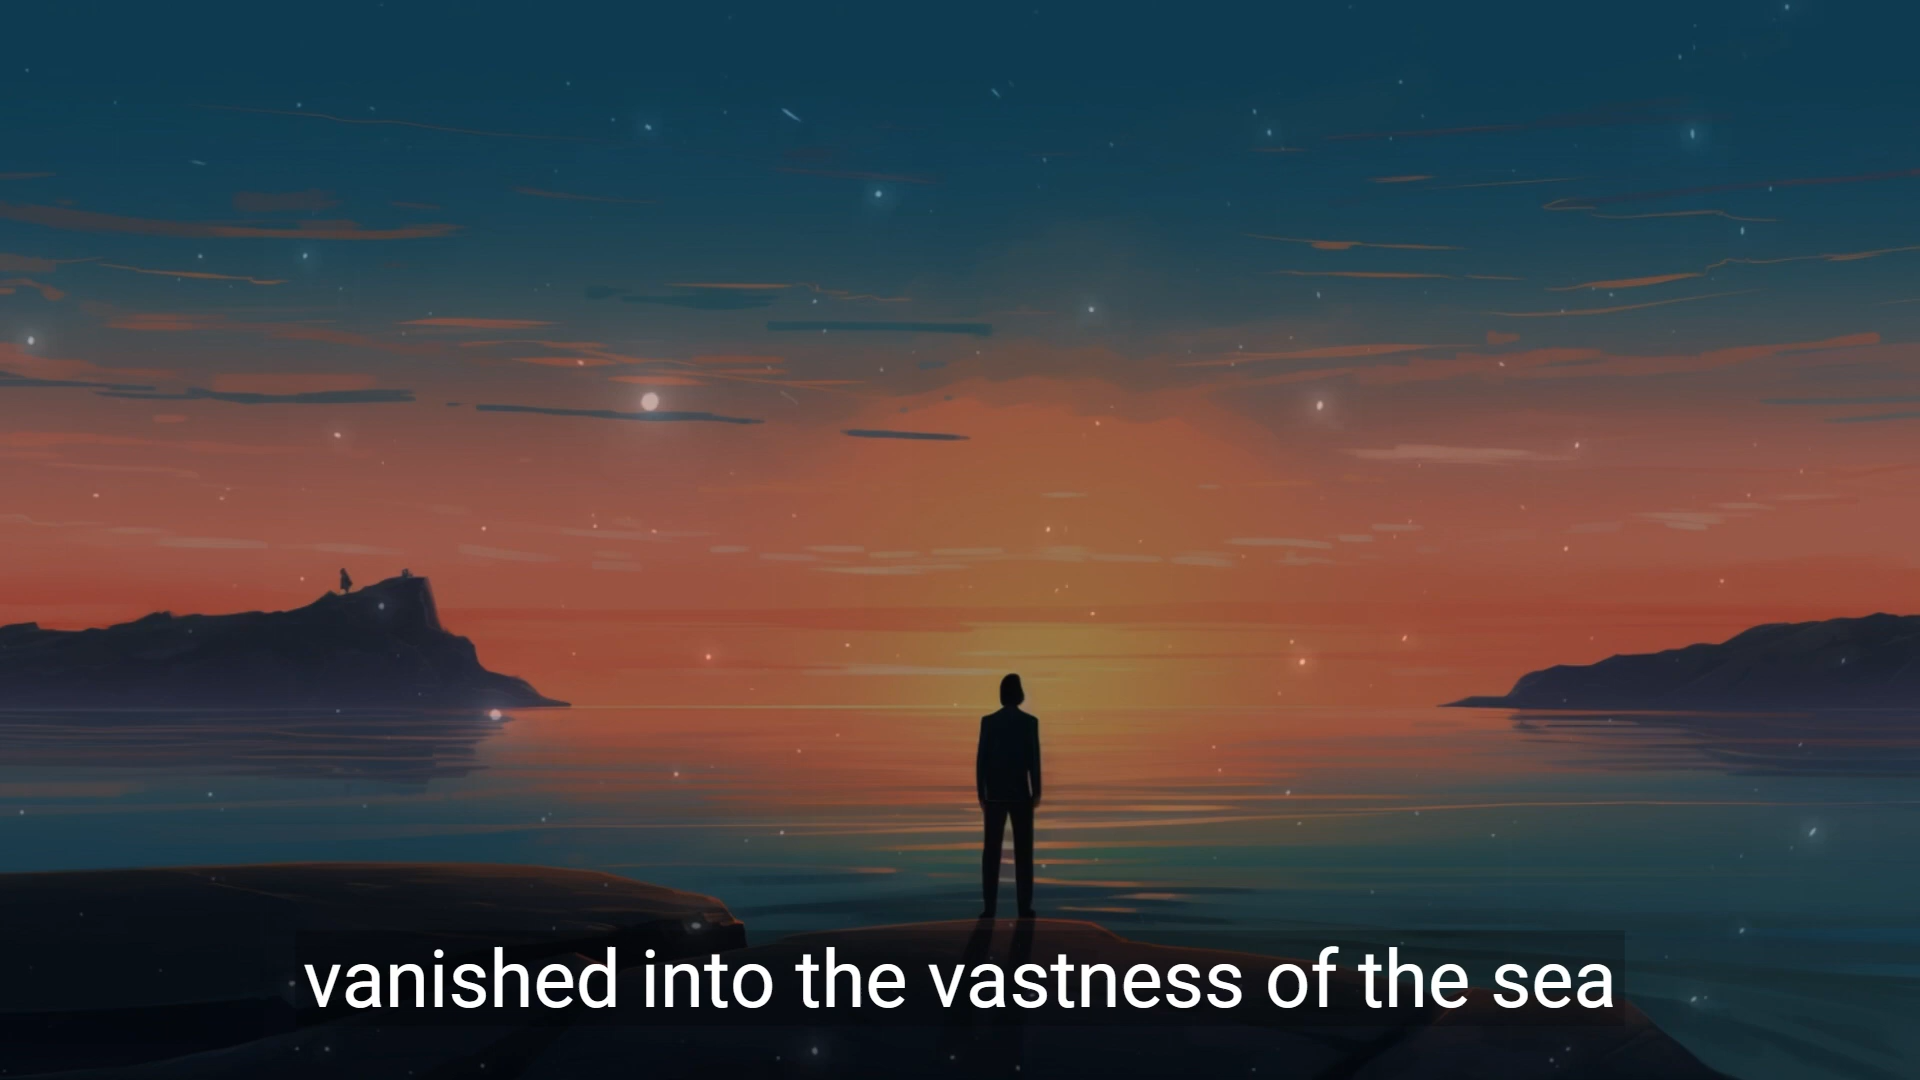 vanished into the vastness of the sea